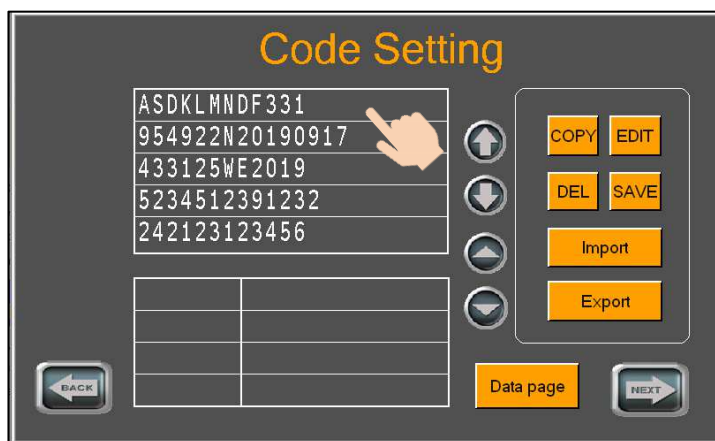 Code Setting
ASDKLMNDF331
954922N20190917
433125WE2019
5234512391232
242123123456
COPY EDIT
DEL SAVE
Import
Export
BACK
Data page
NEXT